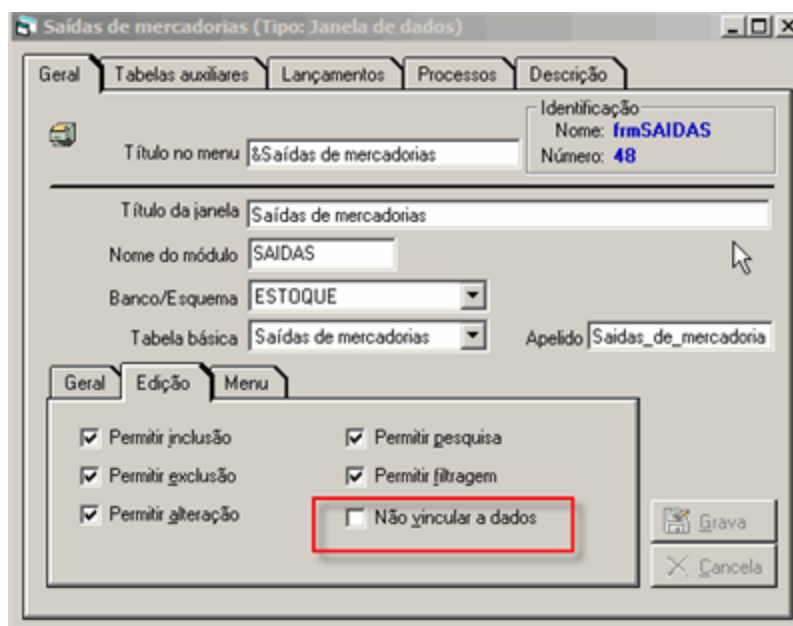 Saídas de mercadorias (Tipo: Janela de dados)
Geral Tabelas auxiliares Lançamentos Processos Descrição
Identificação
Nome: frmSAIDAS
Título no menu &Saídas de mercadorias Número: 48
Título da janela Saídas de mercadorias
Nome do módulo SAIDAS
Banco/Esquema ESTOQUE
Tabela básica Saídas de mercadorias Apelido Saidas_de_mercadoria
Geral Edição Menu
Permitir inclusão Permitir pesquisa
Permitir exclusão Permitir filtragem
Permitir alteração Não vincular a dados
Grava
Cancela